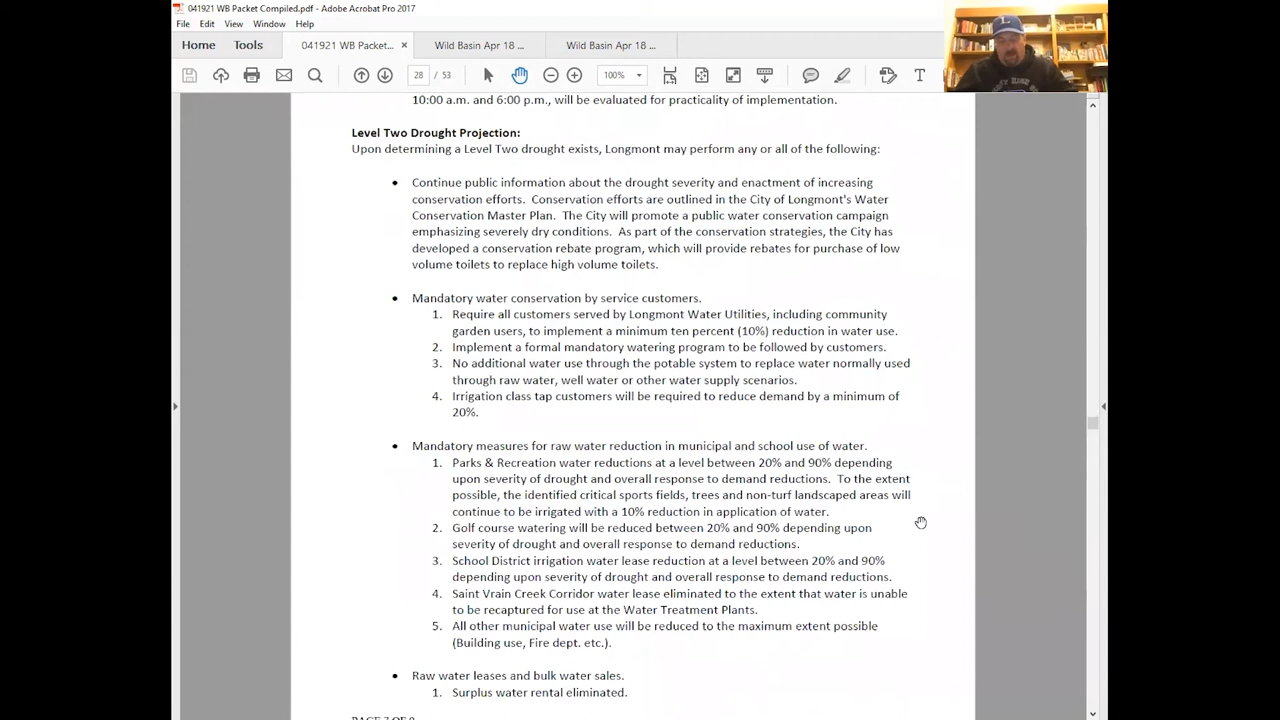 041921 WB Packet Compiled.pdf - Adobe Acrobat Pro 2017
File Edit View Window Help
Home Tools 041921 WB Packet... × Wild Basin Apr 18 ... Wild Basin Apr 18 ...
28 / 53 100%
L
10:00 a.m. and 6:00 p.m., will be evaluated for practicality of implementation.
Level Two Drought Projection:
Upon determining a Level Two drought exists, Longmont may perform any or all of the following:
• Continue public information about the drought severity and enactment of increasing
conservation efforts. Conservation efforts are outlined in the City of Longmont's Water
Conservation Master Plan. The City will promote a public water conservation campaign
emphasizing severely dry conditions. As part of the conservation strategies, the City has
developed a conservation rebate program, which will provide rebates for purchase of low
volume toilets to replace high volume toilets.
• Mandatory water conservation by service customers.
1. Require all customers served by Longmont Water Utilities, including community
garden users, to implement a minimum ten percent (10%) reduction in water use.
2. Implement a formal mandatory watering program to be followed by customers.
3. No additional water use through the potable system to replace water normally used
through raw water, well water or other water supply scenarios.
4. Irrigation class tap customers will be required to reduce demand by a minimum of
20%.
• Mandatory measures for raw water reduction in municipal and school use of water.
1. Parks & Recreation water reductions at a level between 20% and 90% depending
upon severity of drought and overall response to demand reductions. To the extent
possible, the identified critical sports fields, trees and non-turf landscaped areas will
continue to be irrigated with a 10% reduction in application of water.
2. Golf course watering will be reduced between 20% and 90% depending upon
severity of drought and overall response to demand reductions.
3. School District irrigation water lease reduction at a level between 20% and 90%
depending upon severity of drought and overall response to demand reductions.
4. Saint Vrain Creek Corridor water lease eliminated to the extent that water is unable
to be recaptured for use at the Water Treatment Plants.
5. All other municipal water use will be reduced to the maximum extent possible
(Building use, Fire dept. etc.).
• Raw water leases and bulk water sales.
1. Surplus water rental eliminated.